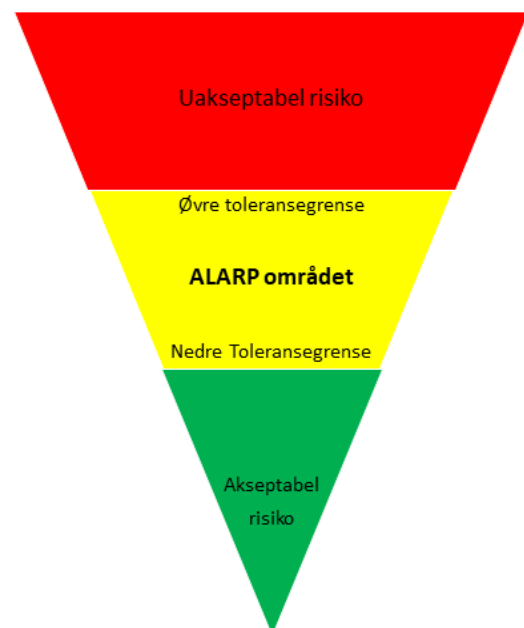 Uakseptabel risiko
Øvre toleransegrense
ALARP området
Nedre Toleransegrense
Akseptabel
risiko